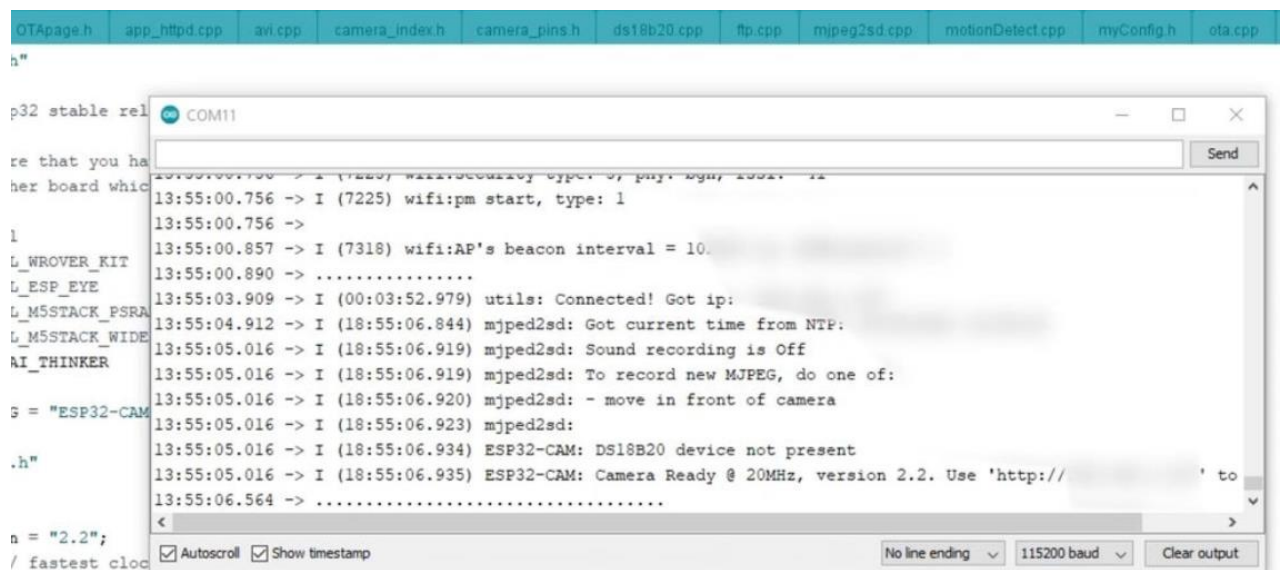 OTApage.h app_httpd.cpp avi.cpp camera_index.h camera_pins.h ds18b20.cpp ftp.cpp mjpeg2sd.cpp motionDetect.cpp myConfig.h ota.cpp
h"
p32 stable rel
re that you ha
her board whic
l
L_WROVER_KIT
L_ESP_EYE
L_M5STACK_PSRA
L_M5STACK_WIDE
AI_THINKER
G = "ESP32-CAM
.h"
n = "2.2";
/ fastest cloc
COM11
Send
13:55:00.756 -> I (7225) wifi:pm start, type: 1
13:55:00.756 ->
13:55:00.857 -> I (7318) wifi:AP's beacon interval = 10
13:55:00.890 -> ................
13:55:03.909 -> I (00:03:52.979) utils: Connected! Got ip:
13:55:04.912 -> I (18:55:06.844) mjped2sd: Got current time from NTP:
13:55:05.016 -> I (18:55:06.919) mjped2sd: Sound recording is Off
13:55:05.016 -> I (18:55:06.919) mjped2sd: To record new MJPEG, do one of:
13:55:05.016 -> I (18:55:06.920) mjped2sd: - move in front of camera
13:55:05.016 -> I (18:55:06.923) mjped2sd:
13:55:05.016 -> I (18:55:06.934) ESP32-CAM: DS18B20 device not present
13:55:05.016 -> I (18:55:06.935) ESP32-CAM: Camera Ready @ 20MHz, version 2.2. Use 'http:// ' to
13:55:06.564 -> ...................................
Autoscroll Show timestamp No line ending 115200 baud Clear output